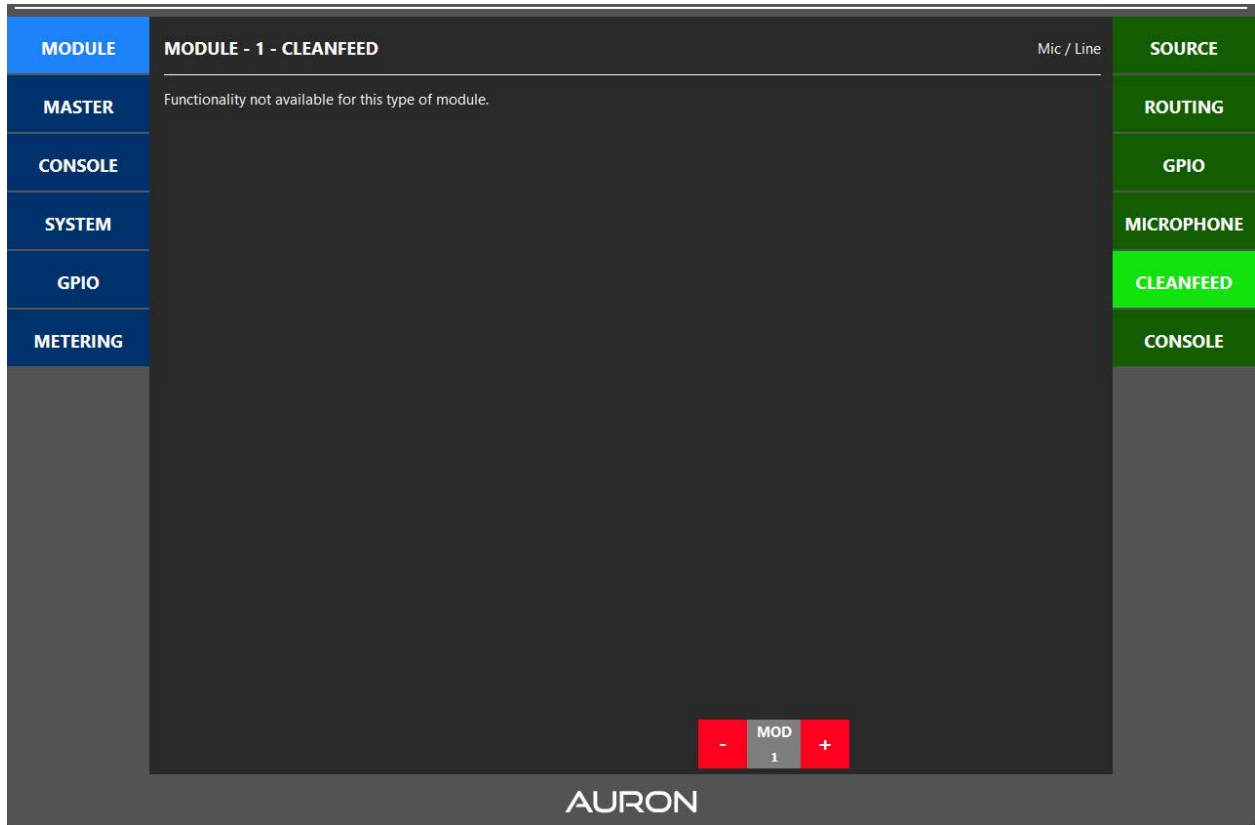 MODULE
MASTER
CONSOLE
SYSTEM
GPIO
METERING
MODULE - 1 - CLEANFEED
Mic / Line
Functionality not available for this type of module.
-
MOD
1
+
SOURCE
ROUTING
GPIO
MICROPHONE
CLEANFEED
CONSOLE
AURON